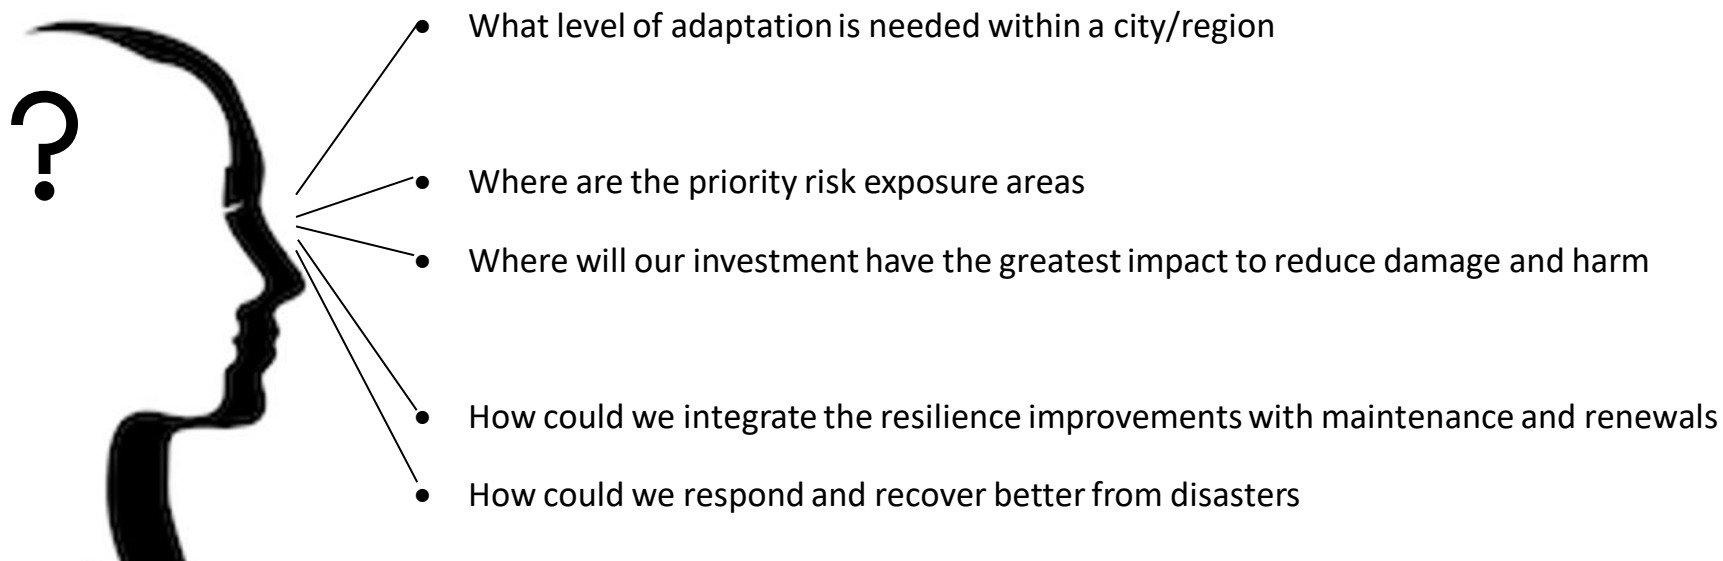 ?
• What level of adaptation is needed within a city/region
• Where are the priority risk exposure areas
• Where will our investment have the greatest impact to reduce damage and harm
• How could we integrate the resilience improvements with maintenance and renewals
• How could we respond and recover better from disasters